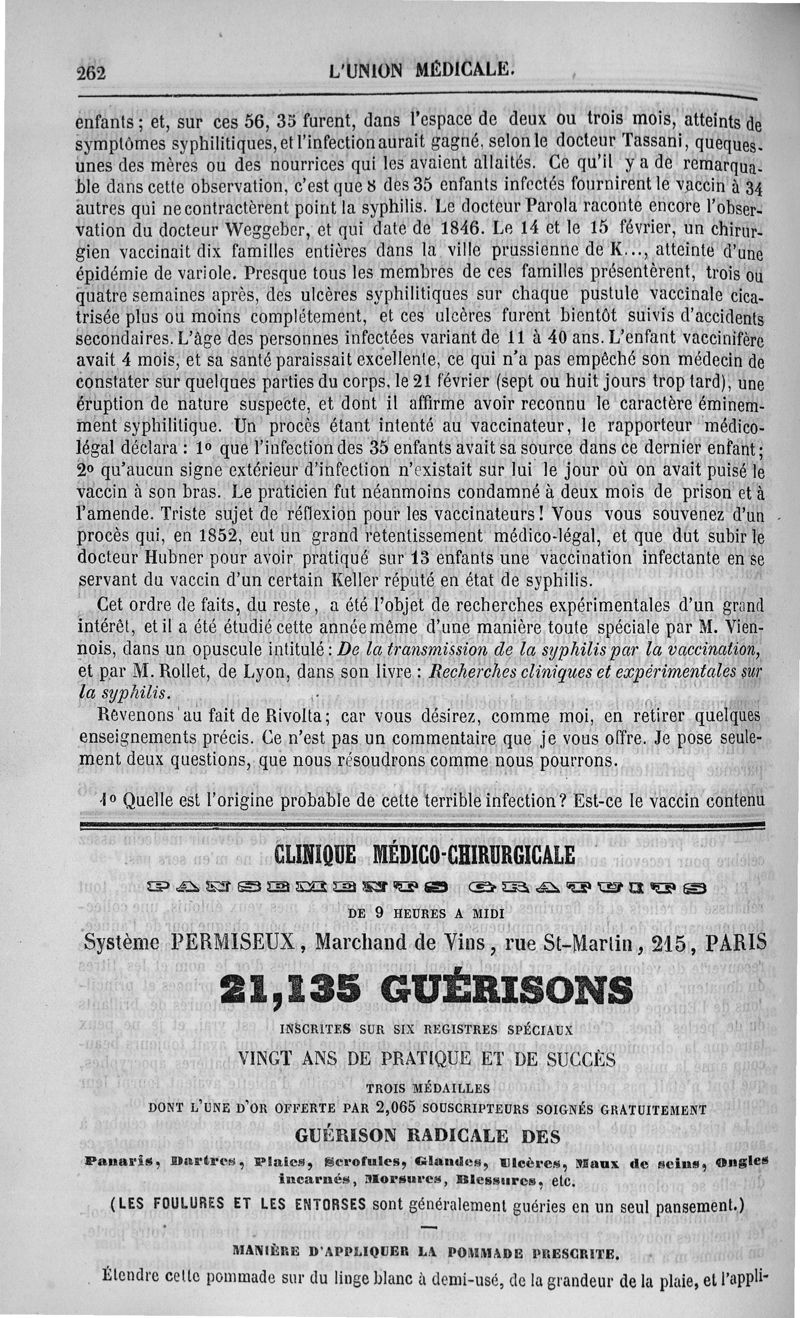 262 L'UNION MÉDICALE.
enfants ; et, sur ces 56, 35 furent, dans l'espace de deux ou trois mois, atteints de
symptômes syphilitiques, et l'infection aurait gagné, selon le docteur Tassani, queques-
unes des mères ou des nourrices qui les avaient allaités. Ce qu'il y a de remarqua-
ble dans cette observation, c'est que 8 des 35 enfants infectés fournirent le vaccin à 34
autres qui ne contractèrent point la syphilis. Le docteur Parola raconte encore l'obser-
vation du docteur Weggeber, et qui date de 1846. Le 14 et le 15 février, un chirur-
gien vaccinait dix familles entières dans la ville prussienne de K..., atteinte d'une
épidémie de variole. Presque tous les membres de ces familles présentèrent, trois ou
quatre semaines après, des ulcères syphilitiques sur chaque pustule vaccinale cica-
trisée plus ou moins complétement, et ces ulcères furent bientôt suivis d'accidents
secondaires. L'âge des personnes infectées variant de 11 à 40 ans. L'enfant vaccinifère
avait 4 mois, et sa santé paraissait excellente, ce qui n'a pas empêché son médecin de
constater sur quelques parties du corps, le 21 février (sept ou huit jours trop tard), une
éruption de nature suspecte, et dont il affirme avoir reconnu le caractère éminem-
ment syphilitique. Un procès étant intenté au vaccinateur, le rapporteur médico-
légal déclara : 1o que l'infection des 35 enfants avait sa source dans ce dernier enfant ;
2o qu'aucun signe extérieur d'infection n'existait sur lui le jour où on avait puisé le
vaccin à son bras. Le praticien fut néanmoins condamné à deux mois de prison et à
l'amende. Triste sujet de réflexion pour les vaccinateurs ! Vous vous souvenez d'un
procès qui, en 1852, eut un grand retentissement médico-légal, et que dut subir le
docteur Hubner pour avoir pratiqué sur 13 enfants une vaccination infectante en se
servant du vaccin d'un certain Keller réputé en état de syphilis.
Cet ordre de faits, du reste, a été l'objet de recherches expérimentales d'un grand
intérêt, et il a été étudié cette année même d'une manière toute spéciale par M. Vien-
nois, dans un opuscule intitulé : De la transmission de la syphilis par la vaccination,
et par M. Rollet, de Lyon, dans son livre : Recherches cliniques et expérimentales sur
la syphilis.
Revenons au fait de Rivolta ; car vous désirez, comme moi, en retirer quelques
enseignements précis. Ce n'est pas un commentaire que je vous offre. Je pose seule-
ment deux questions, que nous résoudrons comme nous pourrons.
1o Quelle est l'origine probable de cette terrible infection ? Est-ce le vaccin contenu
CLINIQUE MÉDICO-CHIRURGICALE
PANSEMENTS GRATUITS
DE 9 HEURES A MIDI
Système PERMISEUX, Marchand de Vins, rue St-Martin, 215, PARIS
21,135 GUÉRISONS
INSCRITES SUR SIX REGISTRES SPÉCIAUX
VINGT ANS DE PRATIQUE ET DE SUCCÈS
TROIS MÉDAILLES
DONT L'UNE D'OR OFFERTE PAR 2,065 SOUSCRIPTEURS SOIGNÉS GRATUITEMENT
GUÉRISON RADICALE DES
Panaris, Dartres, Plaies, Scrofules, Glandes, Ulcères, Maux de seins, Ongles
incarnés, Morsures, Blessures, etc.
(LES FOULURES ET LES ENTORSES sont généralement guéries en un seul pansement.)
MANIÈRE D'APPLIQUER LA POMMADE PRESCRITE.
Étendre cette pommade sur du linge blanc à demi-usé, de la grandeur de la plaie, et l'appli-